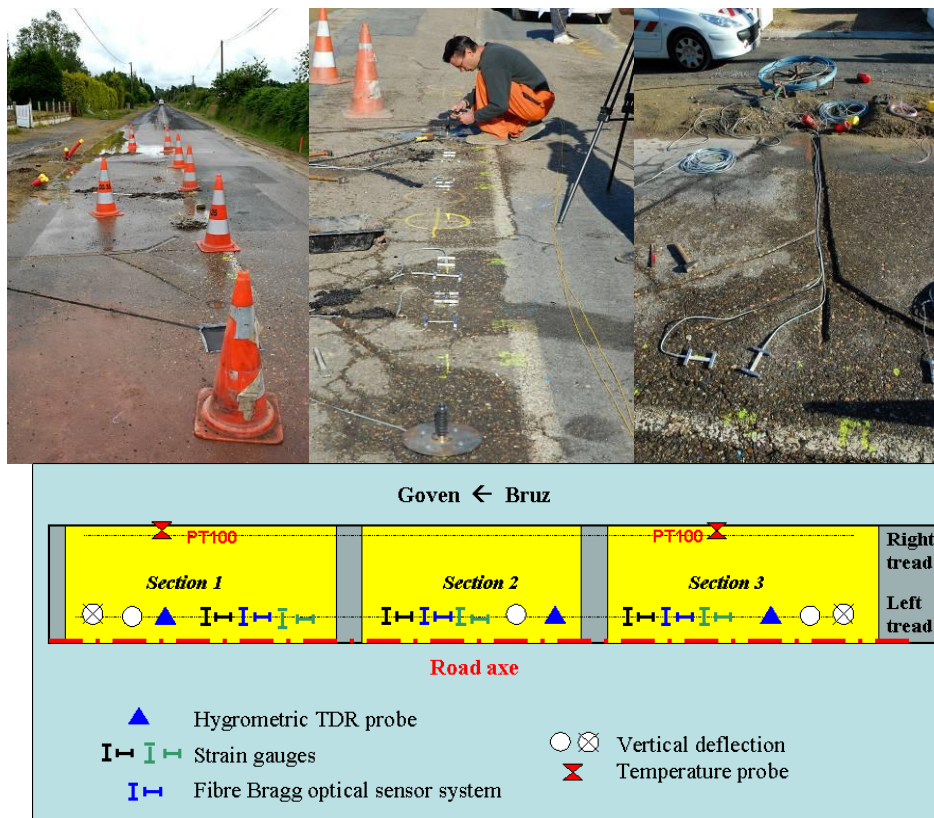 Goven ← Bruz
PT100
PT100
Right
tread
Section 1
Section 2
Section 3
Left
tread
Road axe
Hygrometric TDR probe
Strain gauges
Vertical deflection
Temperature probe
Fibre Bragg optical sensor system